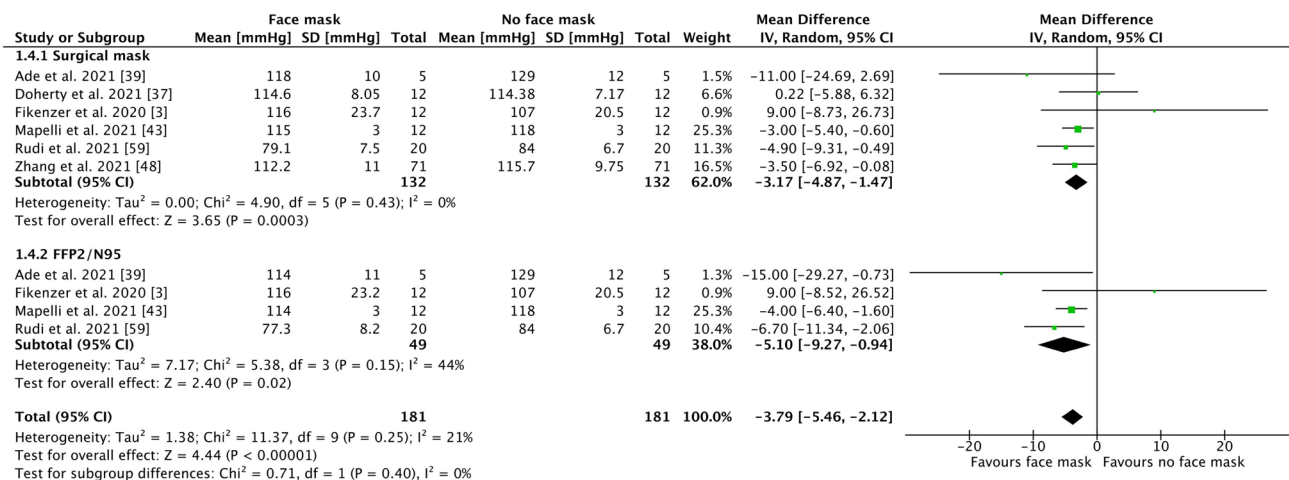 Face mask No face mask Mean Difference Mean Difference
Study or Subgroup Mean [mmHg] SD [mmHg] Total Mean [mmHg] SD [mmHg] Total Weight IV, Random, 95% CI IV, Random, 95% CI
1.4.1 Surgical mask
Ade et al. 2021 [39] 118 10 5 129 12 5 1.5% −11.00 [−24.69, 2.69]
Doherty et al. 2021 [37] 114.6 8.05 12 114.38 7.17 12 6.6% 0.22 [−5.88, 6.32]
Fikenzer et al. 2020 [3] 116 23.7 12 107 20.5 12 0.9% 9.00 [−8.73, 26.73]
Mapelli et al. 2021 [43] 115 3 12 118 3 12 25.3% −3.00 [−5.40, −0.60]
Rudi et al. 2021 [59] 79.1 7.5 20 84 6.7 20 11.3% −4.90 [−9.31, −0.49]
Zhang et al. 2021 [48] 112.2 11 71 115.7 9.75 71 16.5% −3.50 [−6.92, −0.08]
Subtotal (95% CI) 132 132 62.0% −3.17 [−4.87, −1.47]
Heterogeneity: Tau² = 0.00; Chi² = 4.90, df = 5 (P = 0.43); I² = 0%
Test for overall effect: Z = 3.65 (P = 0.0003)
1.4.2 FFP2/N95
Ade et al. 2021 [39] 114 11 5 129 12 5 1.3% −15.00 [−29.27, −0.73]
Fikenzer et al. 2020 [3] 116 23.2 12 107 20.5 12 0.9% 9.00 [−8.52, 26.52]
Mapelli et al. 2021 [43] 114 3 12 118 3 12 25.3% −4.00 [−6.40, −1.60]
Rudi et al. 2021 [59] 77.3 8.2 20 84 6.7 20 10.4% −6.70 [−11.34, −2.06]
Subtotal (95% CI) 49 49 38.0% −5.10 [−9.27, −0.94]
Heterogeneity: Tau² = 7.17; Chi² = 5.38, df = 3 (P = 0.15); I² = 44%
Test for overall effect: Z = 2.40 (P = 0.02)
Total (95% CI) 181 181 100.0% −3.79 [−5.46, −2.12]
Heterogeneity: Tau² = 1.38; Chi² = 11.37, df = 9 (P = 0.25); I² = 21%
Test for overall effect: Z = 4.44 (P < 0.00001)
Test for subgroup differences: Chi² = 0.71, df = 1 (P = 0.40), I² = 0%
−20 −10 0 10 20
Favours face mask Favours no face mask